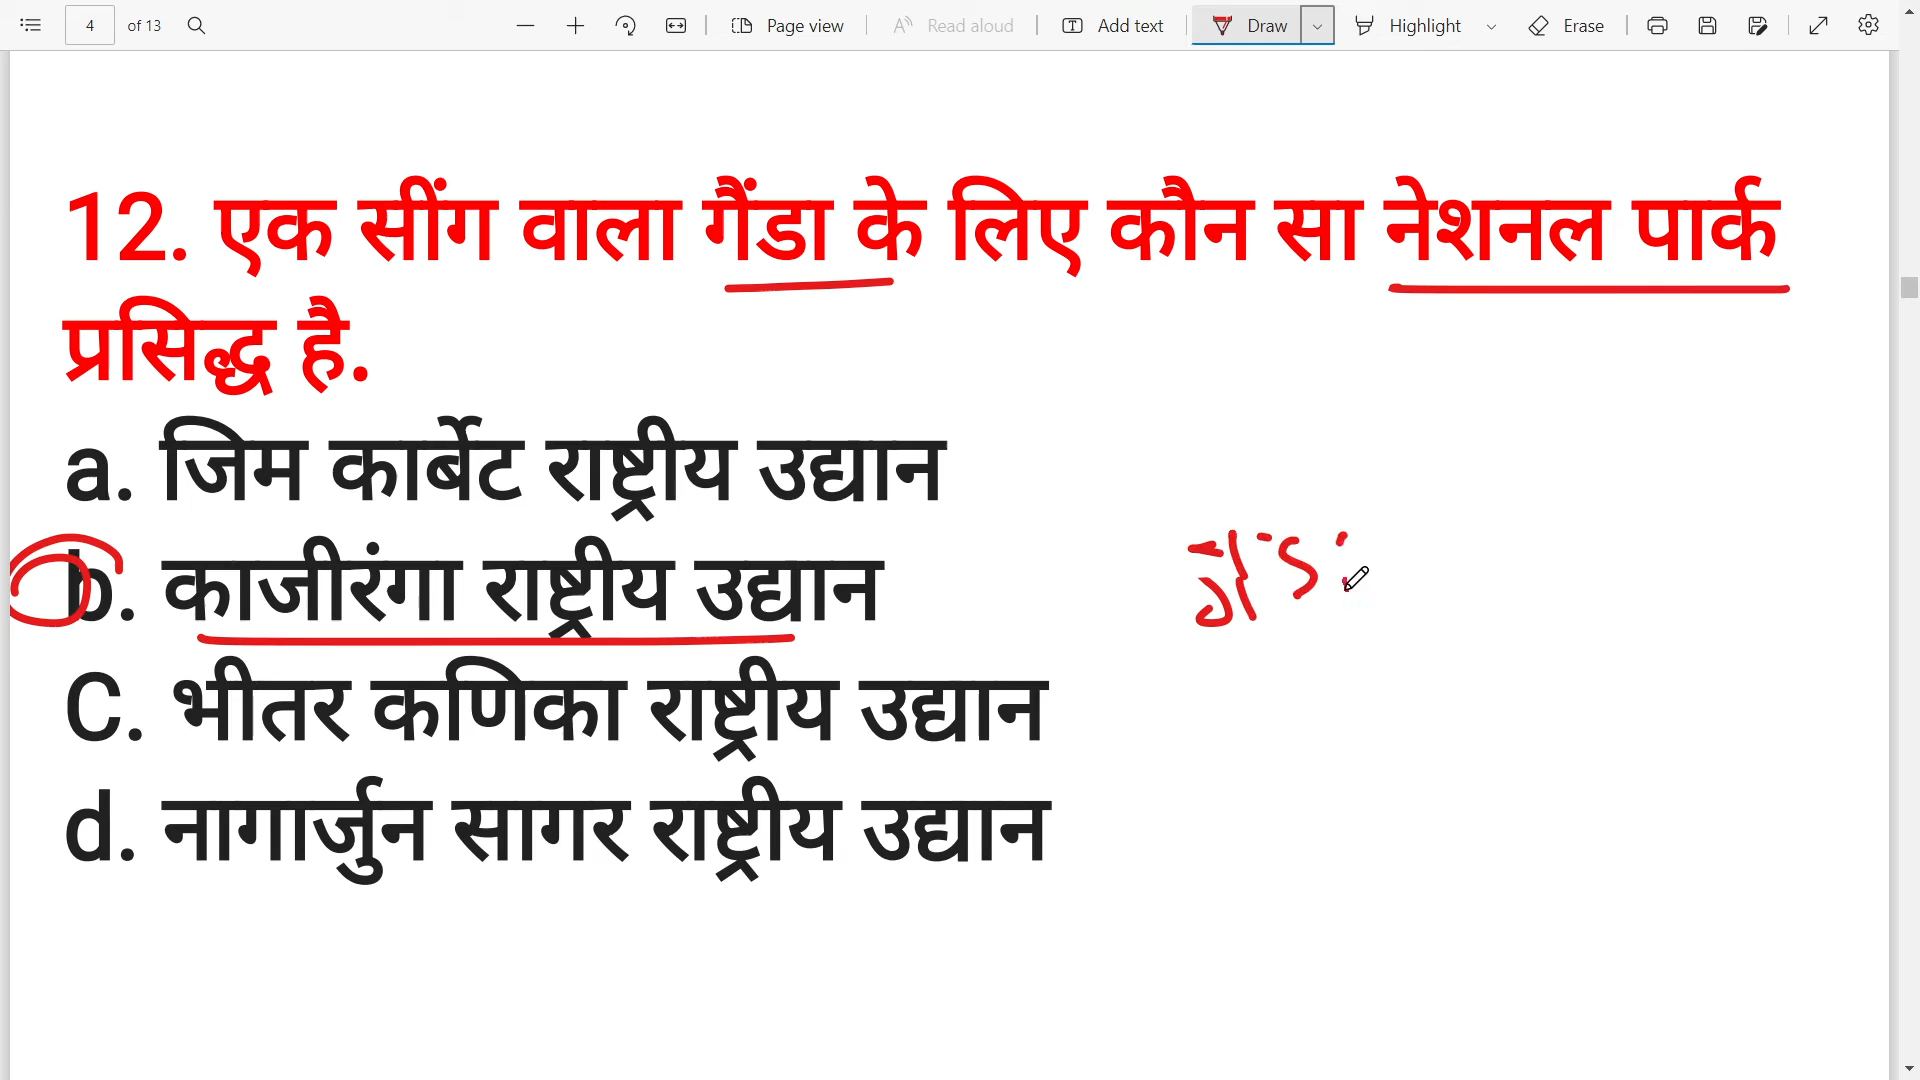 4 of 13 Page view Read aloud Add text Draw Highlight Erase
12. एक सींग वाला गैंडा के लिए कौन सा नेशनल पार्क
प्रसिद्ध है.
a. जिम कार्बेट राष्ट्रीय उद्यान
b. काजीरंगा राष्ट्रीय उद्यान
C. भीतर कणिका राष्ट्रीय उद्यान
d. नागार्जुन सागर राष्ट्रीय उद्यान